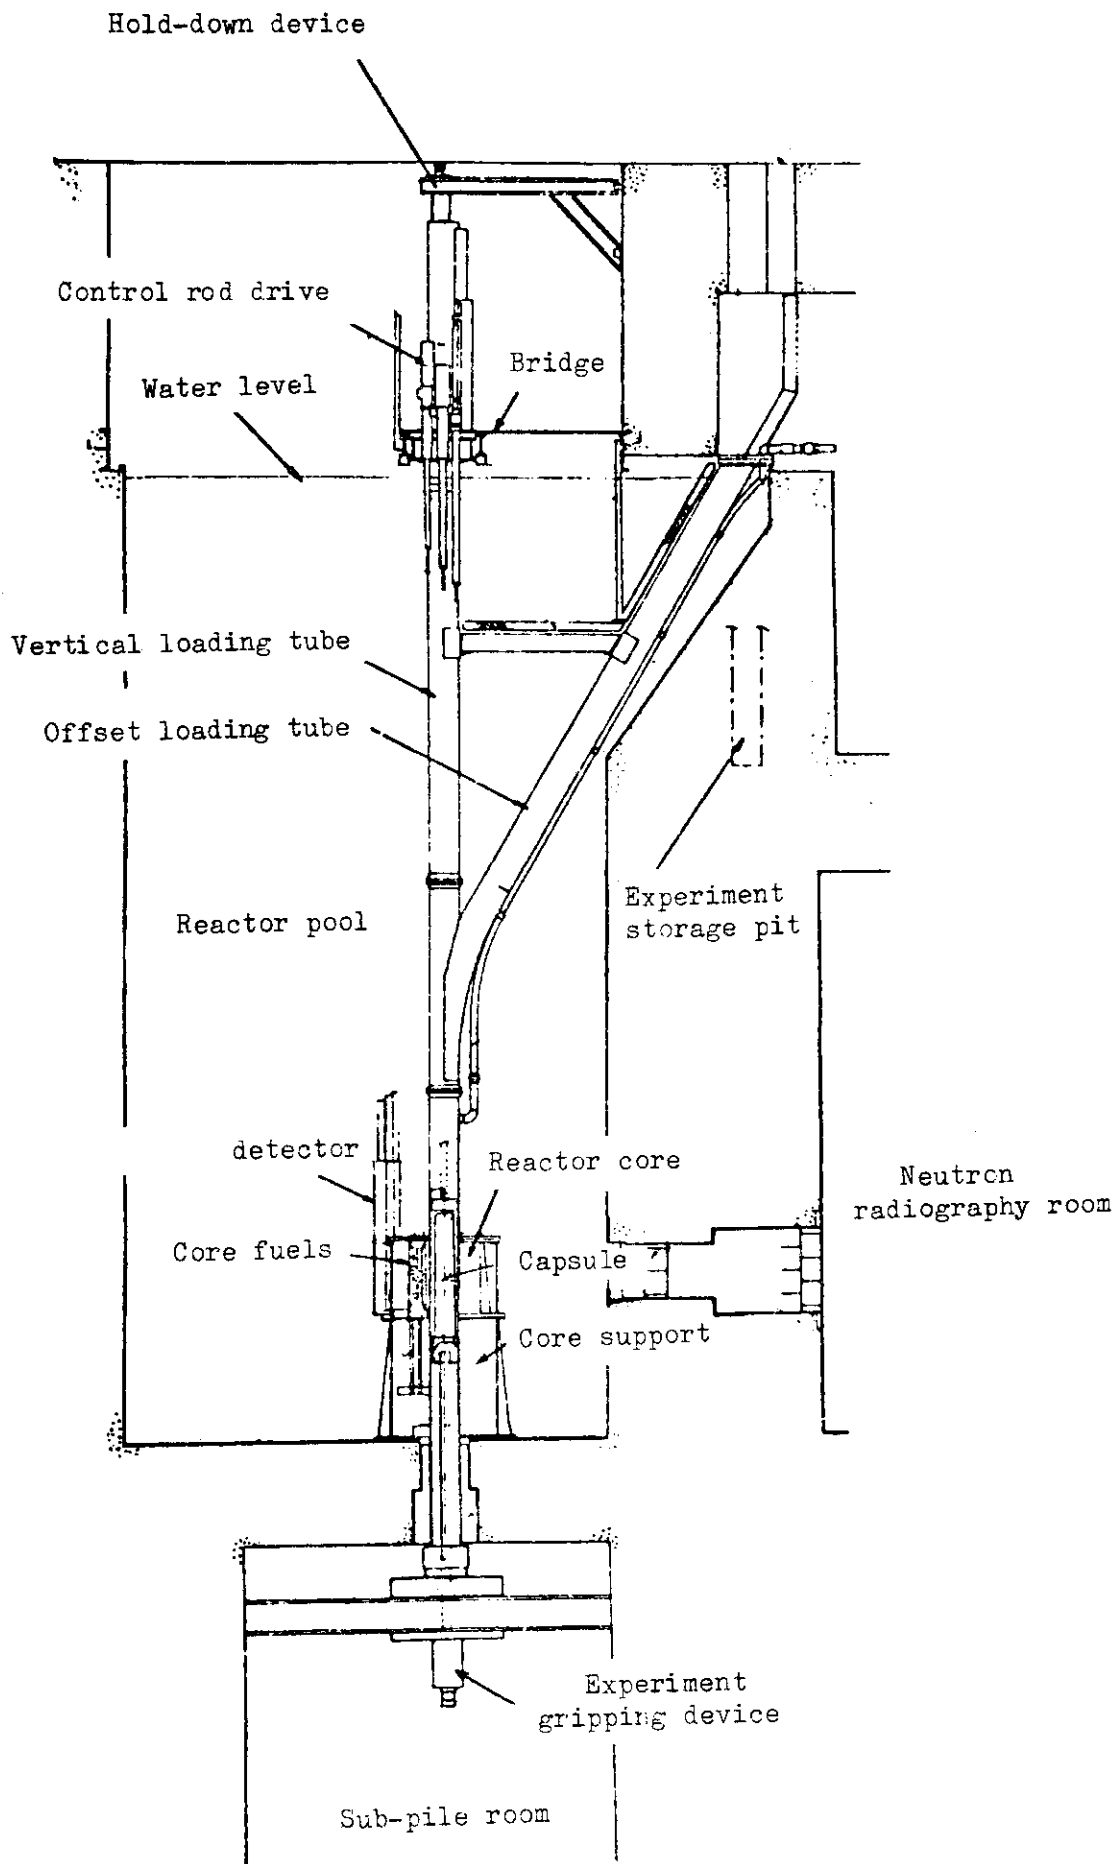 Hold-down device
Control rod drive
Bridge
Water level
Vertical loading tube
Offset loading tube
Experiment
storage pit
Reactor pool
detector
Reactor core
Neutron
radiography room
Core fuels
Capsule
Core support
Experiment
gripping device
Sub-pile room